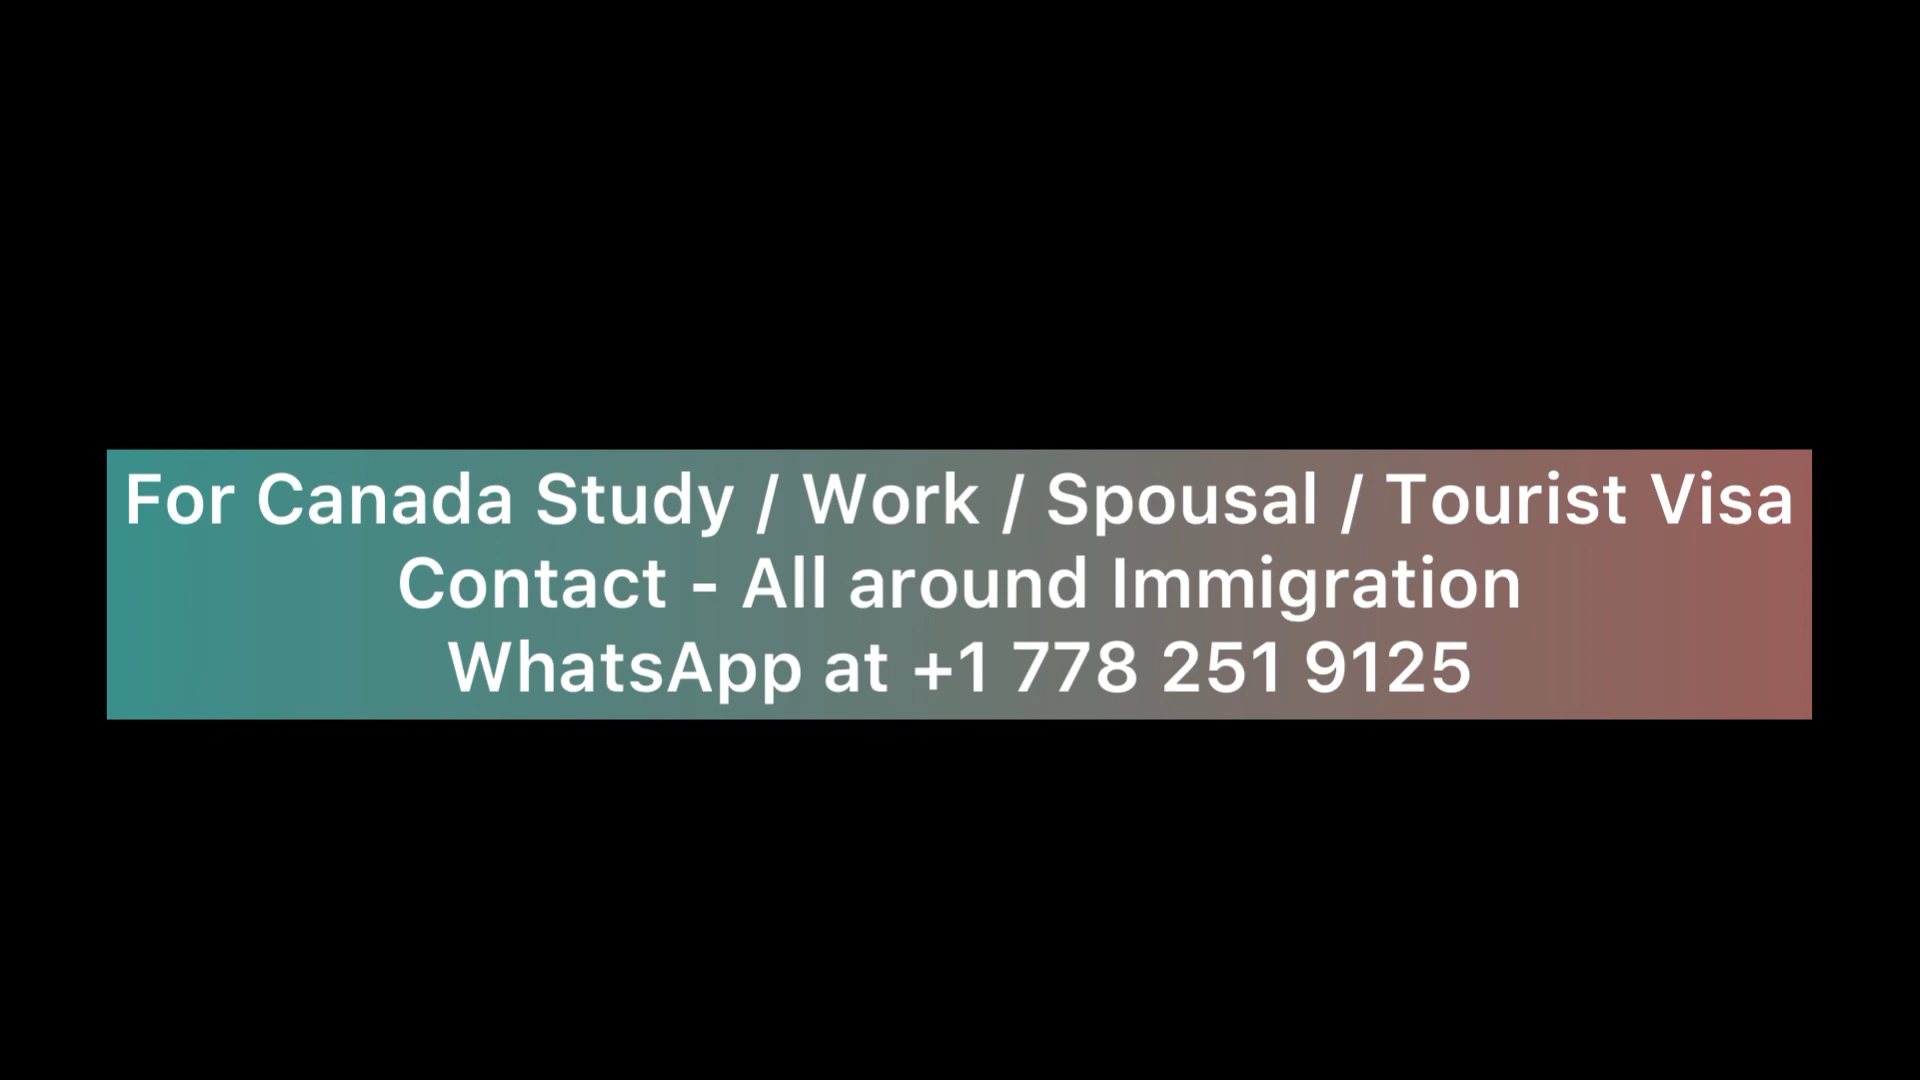 For Canada Study / Work / Spousal / Tourist Visa
Contact - All around Immigration
WhatsApp at +1 778 251 9125